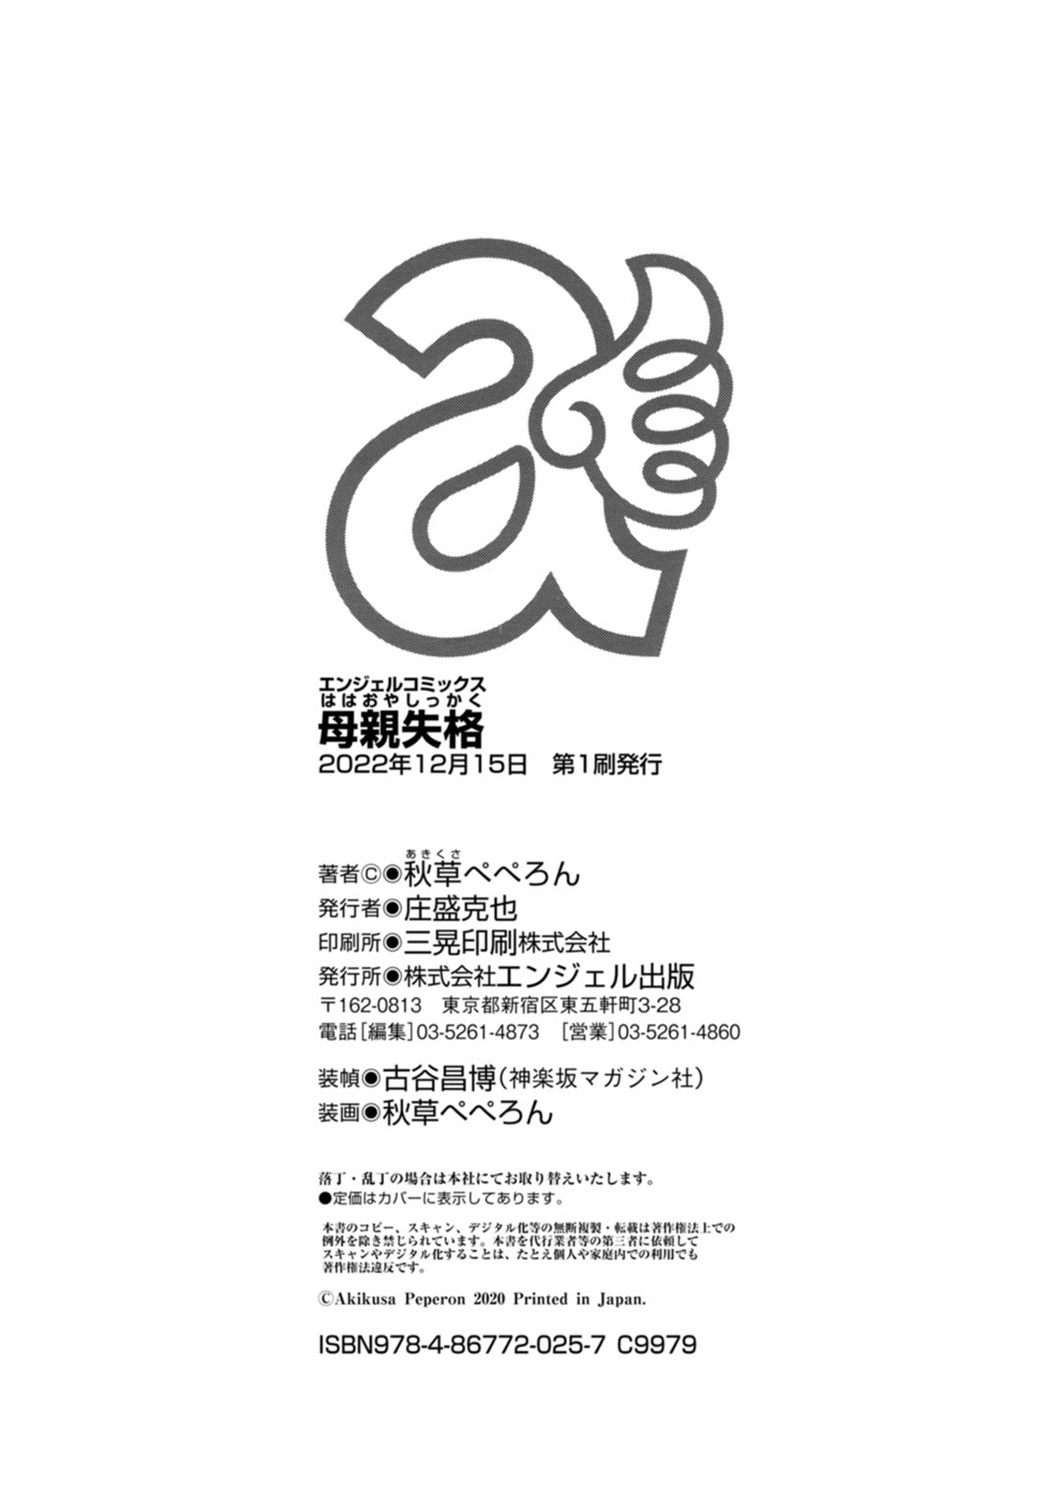 エンジェルコミックス
ははおやしっかく
母親失格
2022年12月15日　第1刷発行
あきくさ
著者©●秋草ぺぺろん
発行者●庄盛克也
印刷所●三晃印刷株式会社
発行所●株式会社エンジェル出版
〒162-0813　東京都新宿区東五軒町3-28
電話[編集]03-5261-4873　[営業]03-5261-4860
装幀●古谷昌博(神楽坂マガジン社)
装画●秋草ぺぺろん
落丁・乱丁の場合は本社にてお取り替えいたします。
●定価はカバーに表示してあります。
本書のコピー、スキャン、デジタル化等の無断複製・転載は著作権法上での
例外を除き禁じられています。本書を代行業者等の第三者に依頼して
スキャンやデジタル化することは、たとえ個人や家庭内での利用でも
著作権法違反です。
©Akikusa Peperon 2020 Printed in Japan.
ISBN978-4-86772-025-7 C9979